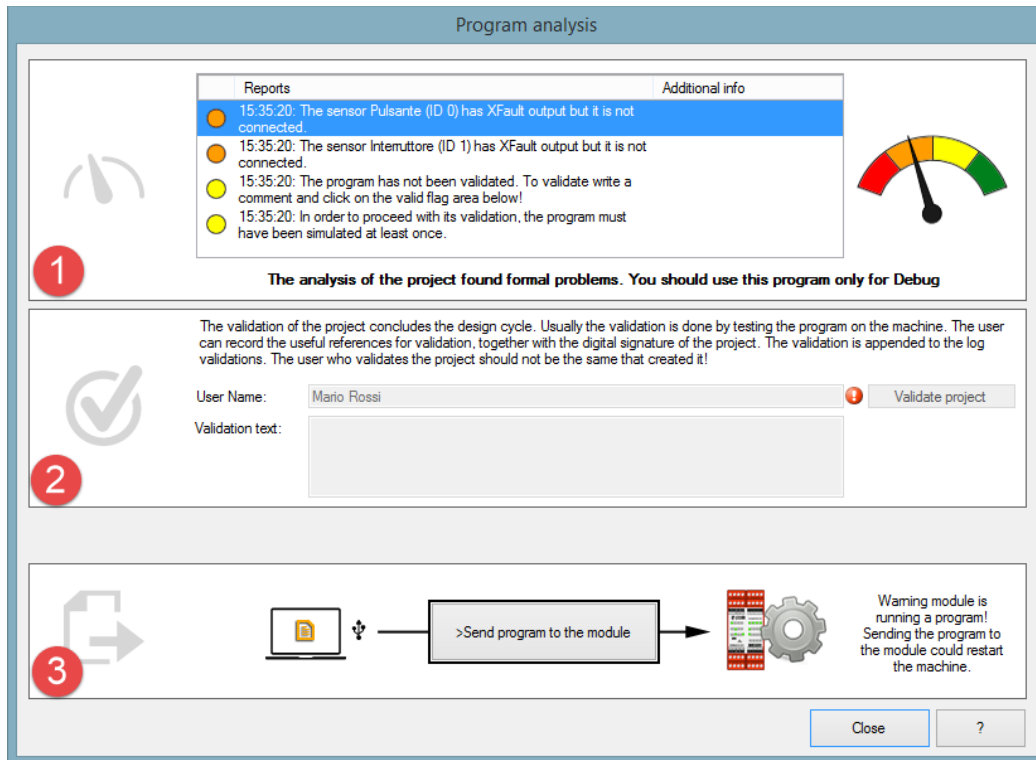 Program analysis
Reports
Additional info
15:35:20: The sensor Pulsante (ID 0) has XFault output but it is not
connected.
15:35:20: The sensor Interruttore (ID 1) has XFault output but it is not
connected.
15:35:20: The program has not been validated. To validate write a
comment and click on the valid flag area below!
15:35:20: In order to proceed with its validation, the program must
have been simulated at least once.
1
The analysis of the project found formal problems. You should use this program only for Debug
The validation of the project concludes the design cycle. Usually the validation is done by testing the program on the machine. The user
can record the useful references for validation, together with the digital signature of the project. The validation is appended to the log
validations. The user who validates the project should not be the same that created it!
User Name:
Mario Rossi
Validate project
Validation text:
2
>Send program to the module
Warning module is
running a program!
Sending the program to
the module could restart
the machine.
3
Close
?